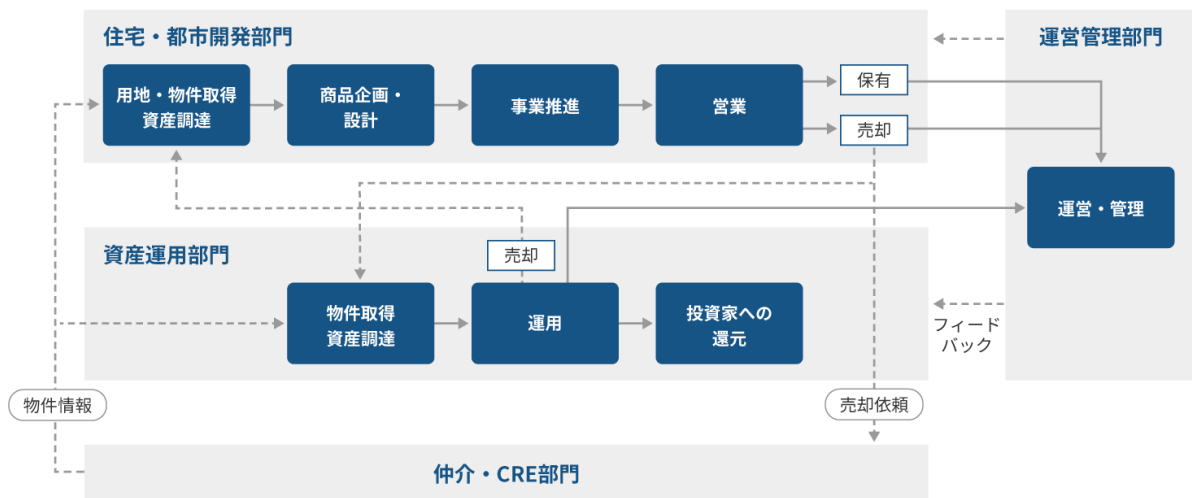 住宅・都市開発部門
運営管理部門
用地・物件取得
資産調達
商品企画・
設計
事業推進
営業
保有
売却
運営・管理
資産運用部門
売却
物件取得
資産調達
運用
投資家への
還元
フィード
バック
物件情報
売却依頼
仲介・CRE部門